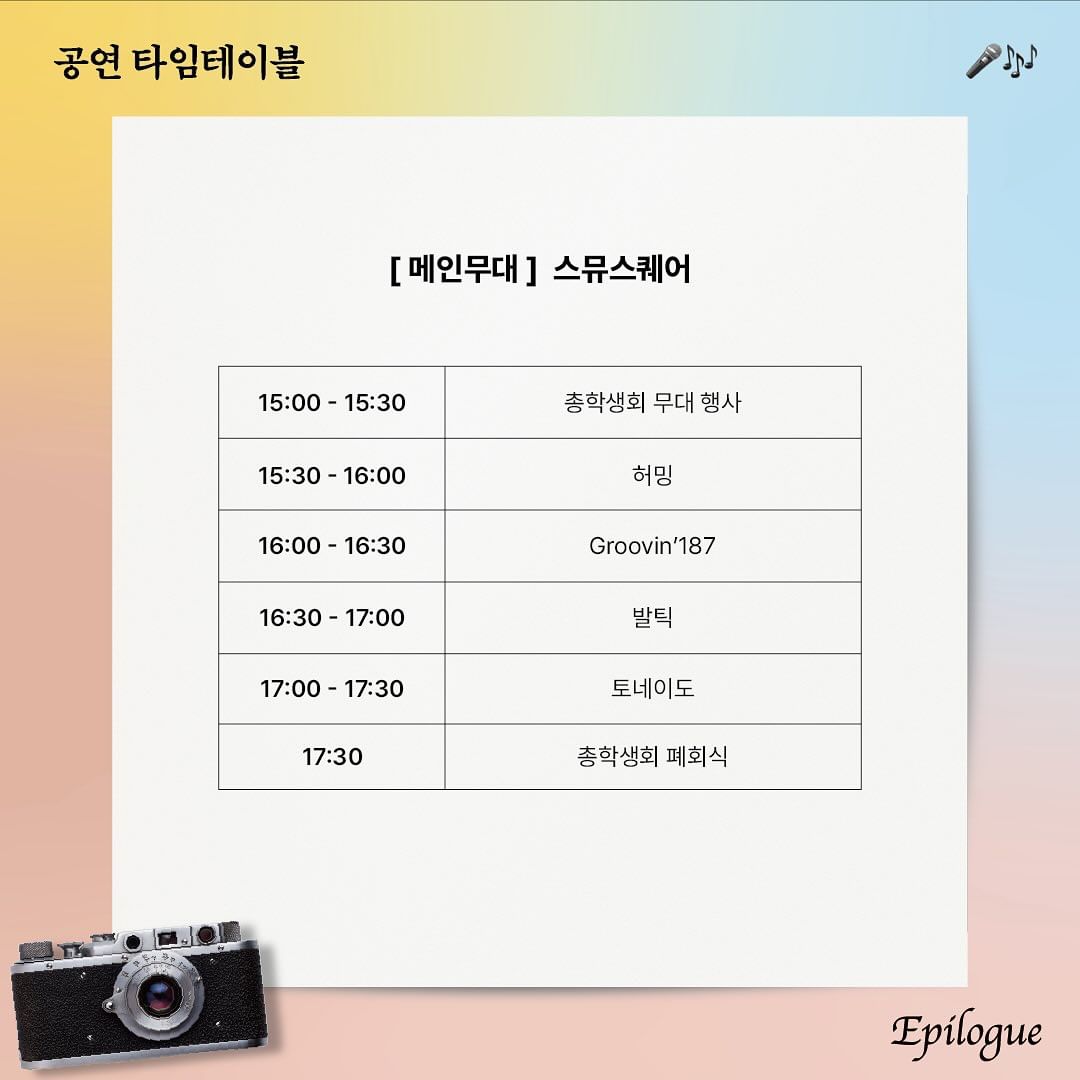 공연 타임테이블
[ 메인무대 ] 스뮤스퀘어
15:00 - 15:30 총학생회 무대 행사
15:30 - 16:00 허밍
16:00 - 16:30 Groovin’187
16:30 - 17:00 발틱
17:00 - 17:30 토네이도
17:30 총학생회 폐회식
Epilogue